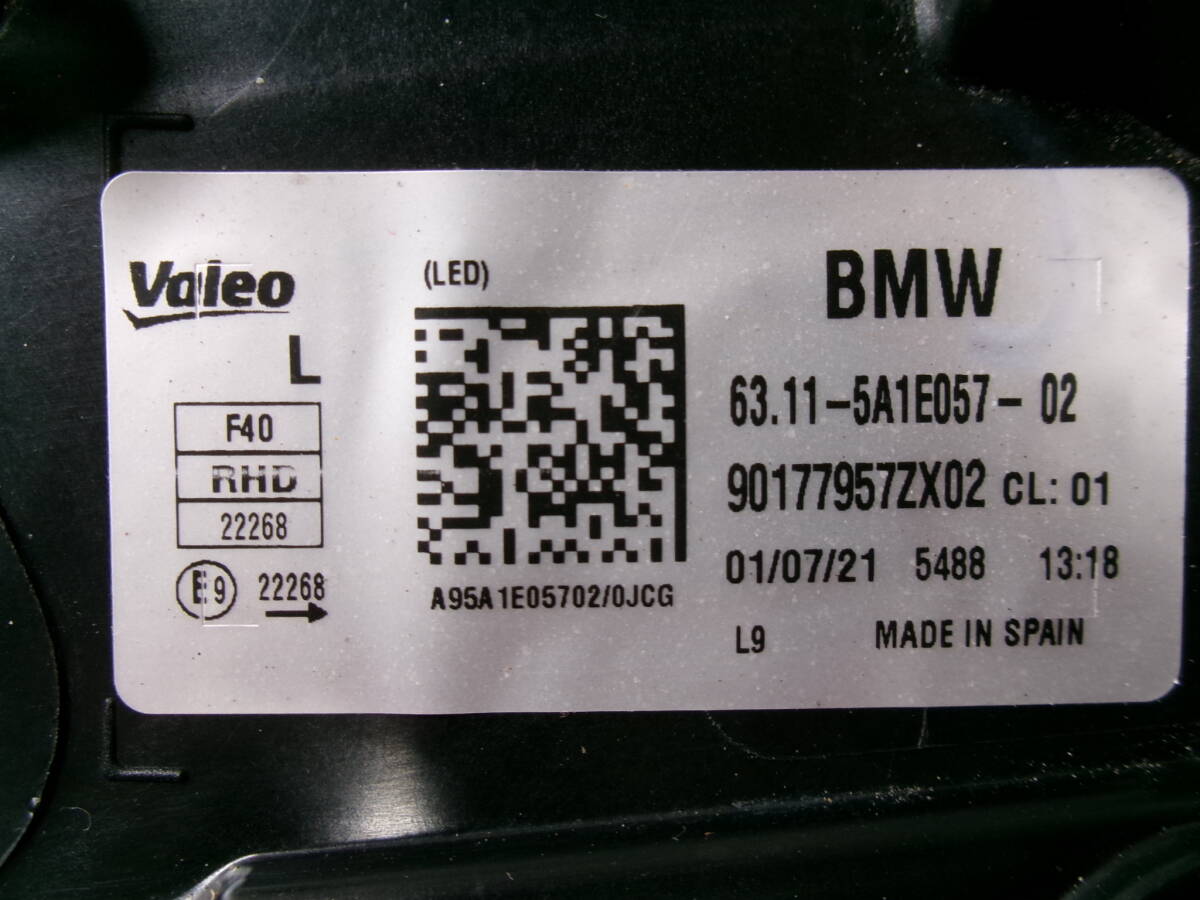 Valeo
L
F40
RHD
22268
E9 22268
(LED)
A95A1E05702/0JCG
BMW
63.11-5A1E057- 02
90177957ZX02 CL: 01
01/07/21 5488 13:18
L9 MADE IN SPAIN